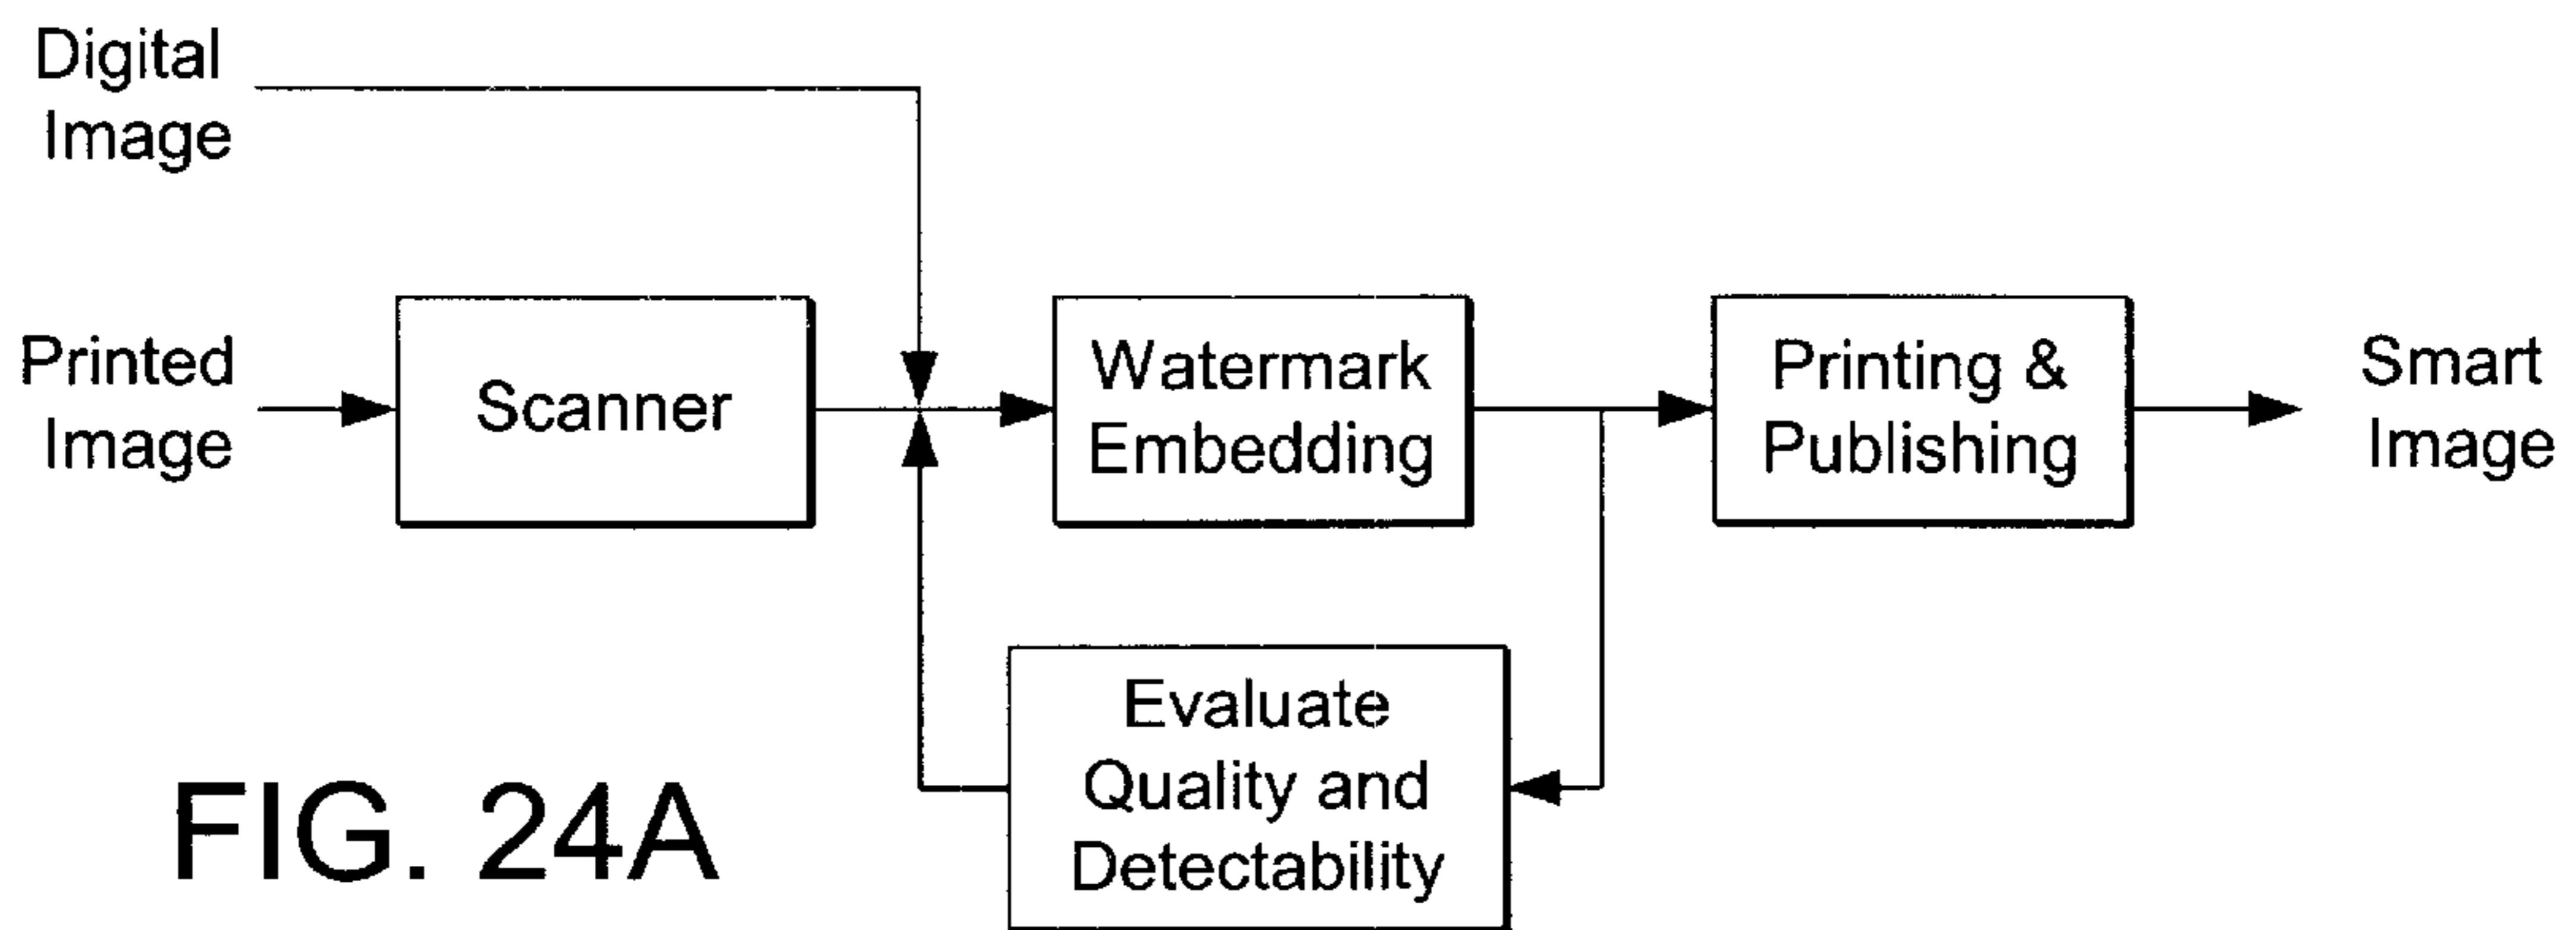 Digital
Image
Printed
Image
Scanner
Watermark
Embedding
Printing &
Publishing
Smart
Image
Evaluate
Quality and
Detectability
FIG. 24A